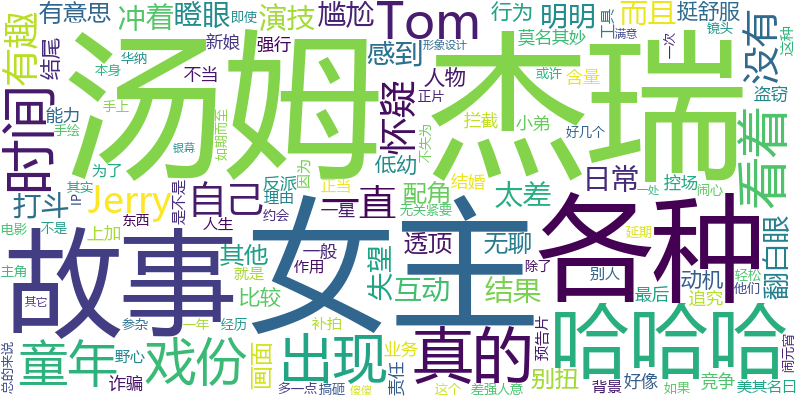 有意思
冲着
瞪眼
即使
演技
尴尬
Tom
行为
明明
挺舒服
而且
工具
满意
镜头
一次
这种
有趣
结尾
新娘
强行
形象设计
感到
莫名其妙
没有
本身
华纳
不当
汤姆
杰瑞
怀疑
人物
正片
或许
含量
盗窃
时间
能力
手上
手绘
银幕
如期而至
拦截
小弟
不失为
好几个
看着
为了
低幼
IP
其实
Jerry
是不是
自己
反派
理由
约会
因为
正当
一星
一直
配角
结婚
无关紧要
太差
日常
控场
一处
闹心
打斗
东西
人生
电影
不是
上加
故事
女主
各种
其他
一般
作用
失望
透顶
无聊
延期
除了
别人
动机
轻松
他们
翻白眼
主角
就是
比较
互动
结果
最后
追究
其它
童年
参杂
一年
经历
戏份
出现
补拍
真的
哈哈哈
总的来说
野心
诈骗
画面
多一点
搞砸
傻傻
责任
业务
这个
差强人意
预告片
别扭
背景
好像
如果
竞争
美其名曰
闹元宵